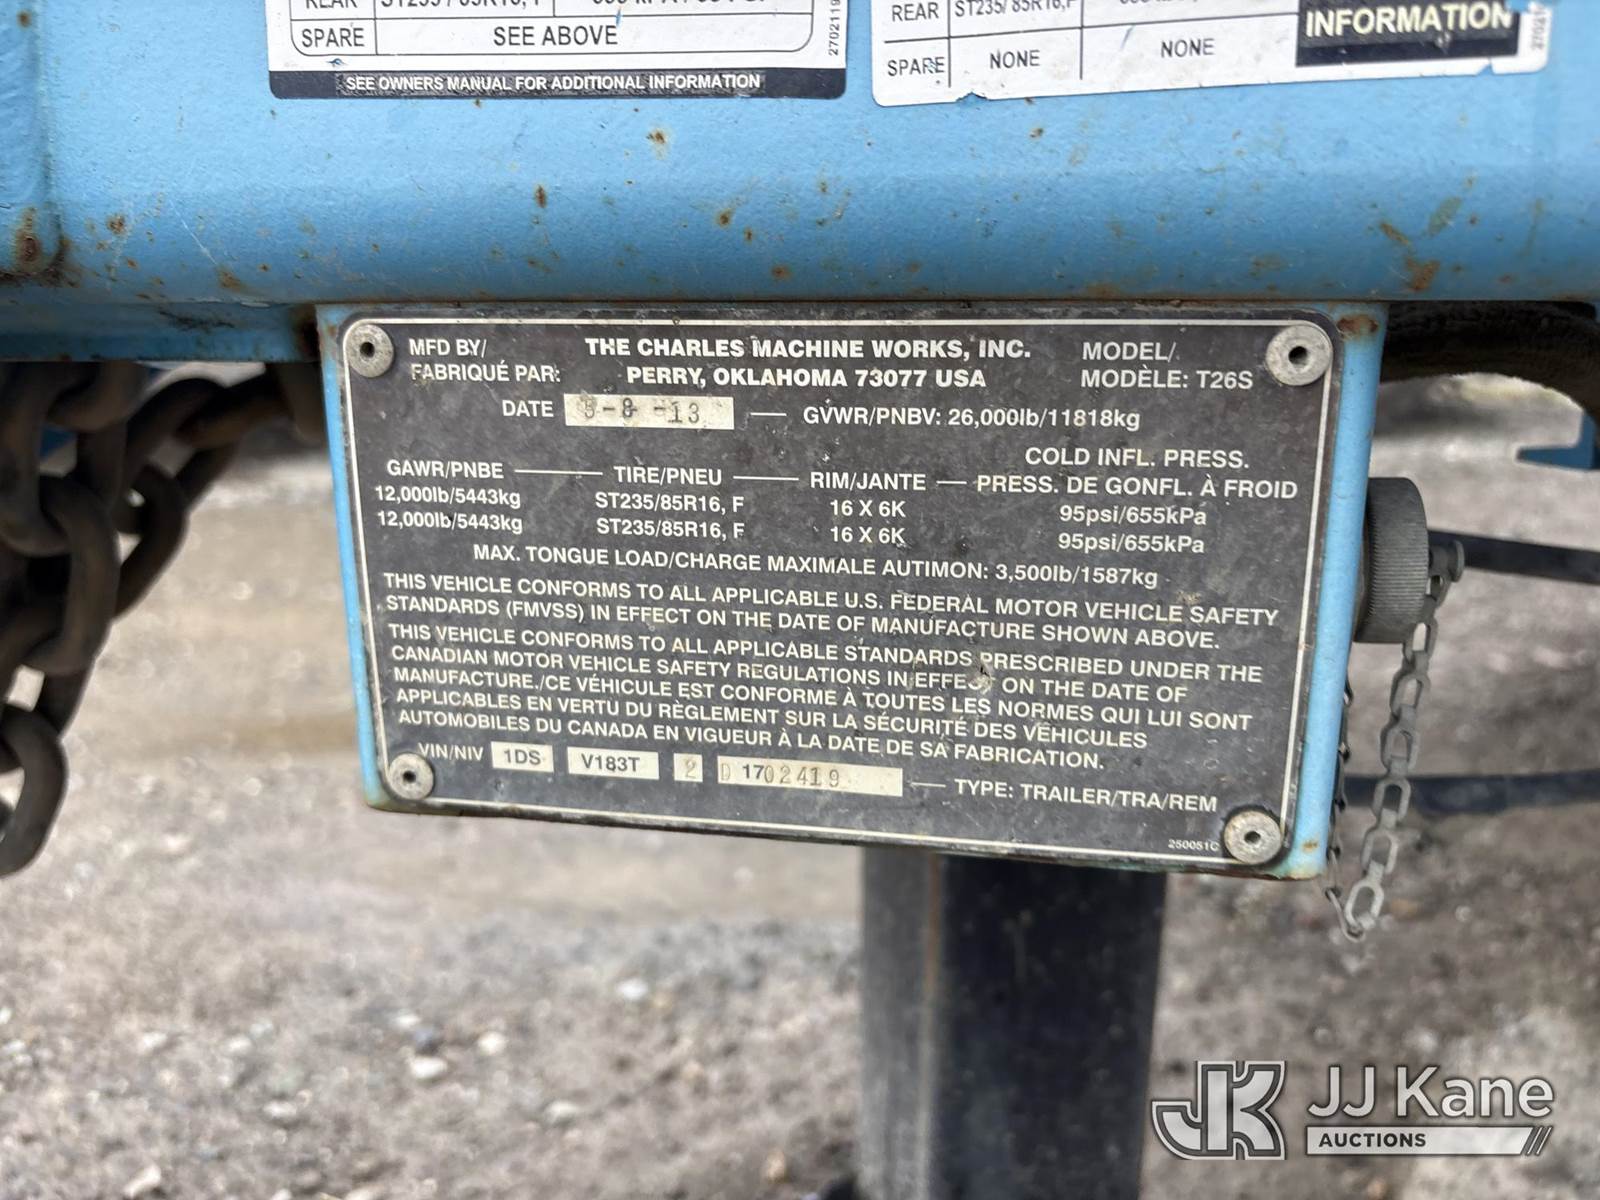 REAR
SPARE SEE ABOVE
SEE OWNERS MANUAL FOR ADDITIONAL INFORMATION
2702119
REAR ST235/85R16,F
SPARE NONE NONE
INFORMATION
MFD BY/ THE CHARLES MACHINE WORKS, INC. MODEL/
FABRIQUÉ PAR: PERRY, OKLAHOMA 73077 USA MODÈLE: T26S
DATE 5-8-13 GVWR/PNBV: 26,000lb/11818kg
COLD INFL. PRESS.
GAWR/PNBE TIRE/PNEU RIM/JANTE PRESS. DE GONFL. À FROID
12,000lb/5443kg ST235/85R16, F 16 X 6K 95psi/655kPa
12,000lb/5443kg ST235/85R16, F 16 X 6K 95psi/655kPa
MAX. TONGUE LOAD/CHARGE MAXIMALE AUTIMON: 3,500lb/1587kg
THIS VEHICLE CONFORMS TO ALL APPLICABLE U.S. FEDERAL MOTOR VEHICLE SAFETY
STANDARDS (FMVSS) IN EFFECT ON THE DATE OF MANUFACTURE SHOWN ABOVE.
THIS VEHICLE CONFORMS TO ALL APPLICABLE STANDARDS PRESCRIBED UNDER THE
CANADIAN MOTOR VEHICLE SAFETY REGULATIONS IN EFFECT ON THE DATE OF
MANUFACTURE./CE VÉHICULE EST CONFORME À TOUTES LES NORMES QUI LUI SONT
APPLICABLES EN VERTU DU RÈGLEMENT SUR LA SÉCURITÉ DES VÉHICULES
AUTOMOBILES DU CANADA EN VIGUEUR À LA DATE DE SA FABRICATION.
VIN/NIV 1DS V183T 2 D 1702419 TYPE: TRAILER/TRA/REM
250051C
JK JJ Kane
AUCTIONS